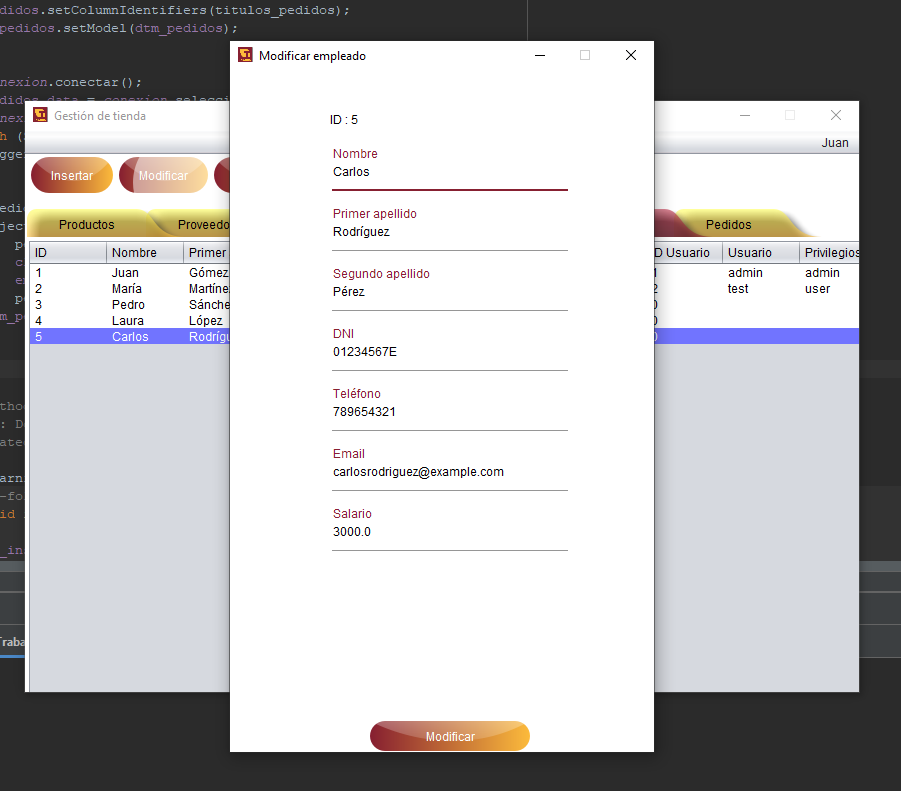 didos.setColumnIdentifiers(titulos_pedidos);
pedidos.setModel(dtm_pedidos);
Modificar empleado
nexion.conectar();
Gestión de tienda
Juan
Insertar
Modificar
Productos
Proveedo
Pedidos
ID Nombre Primer
D Usuario Usuario Privilegios
1 Juan Gómez
1 admin admin
2 María Martíne
2 test user
3 Pedro Sánche
0
4 Laura López
0
5 Carlos Rodrígu
0
ID : 5
Nombre
Carlos
Primer apellido
Rodríguez
Segundo apellido
Pérez
DNI
01234567E
Teléfono
789654321
Email
carlosrodriguez@example.com
Salario
3000.0
Modificar